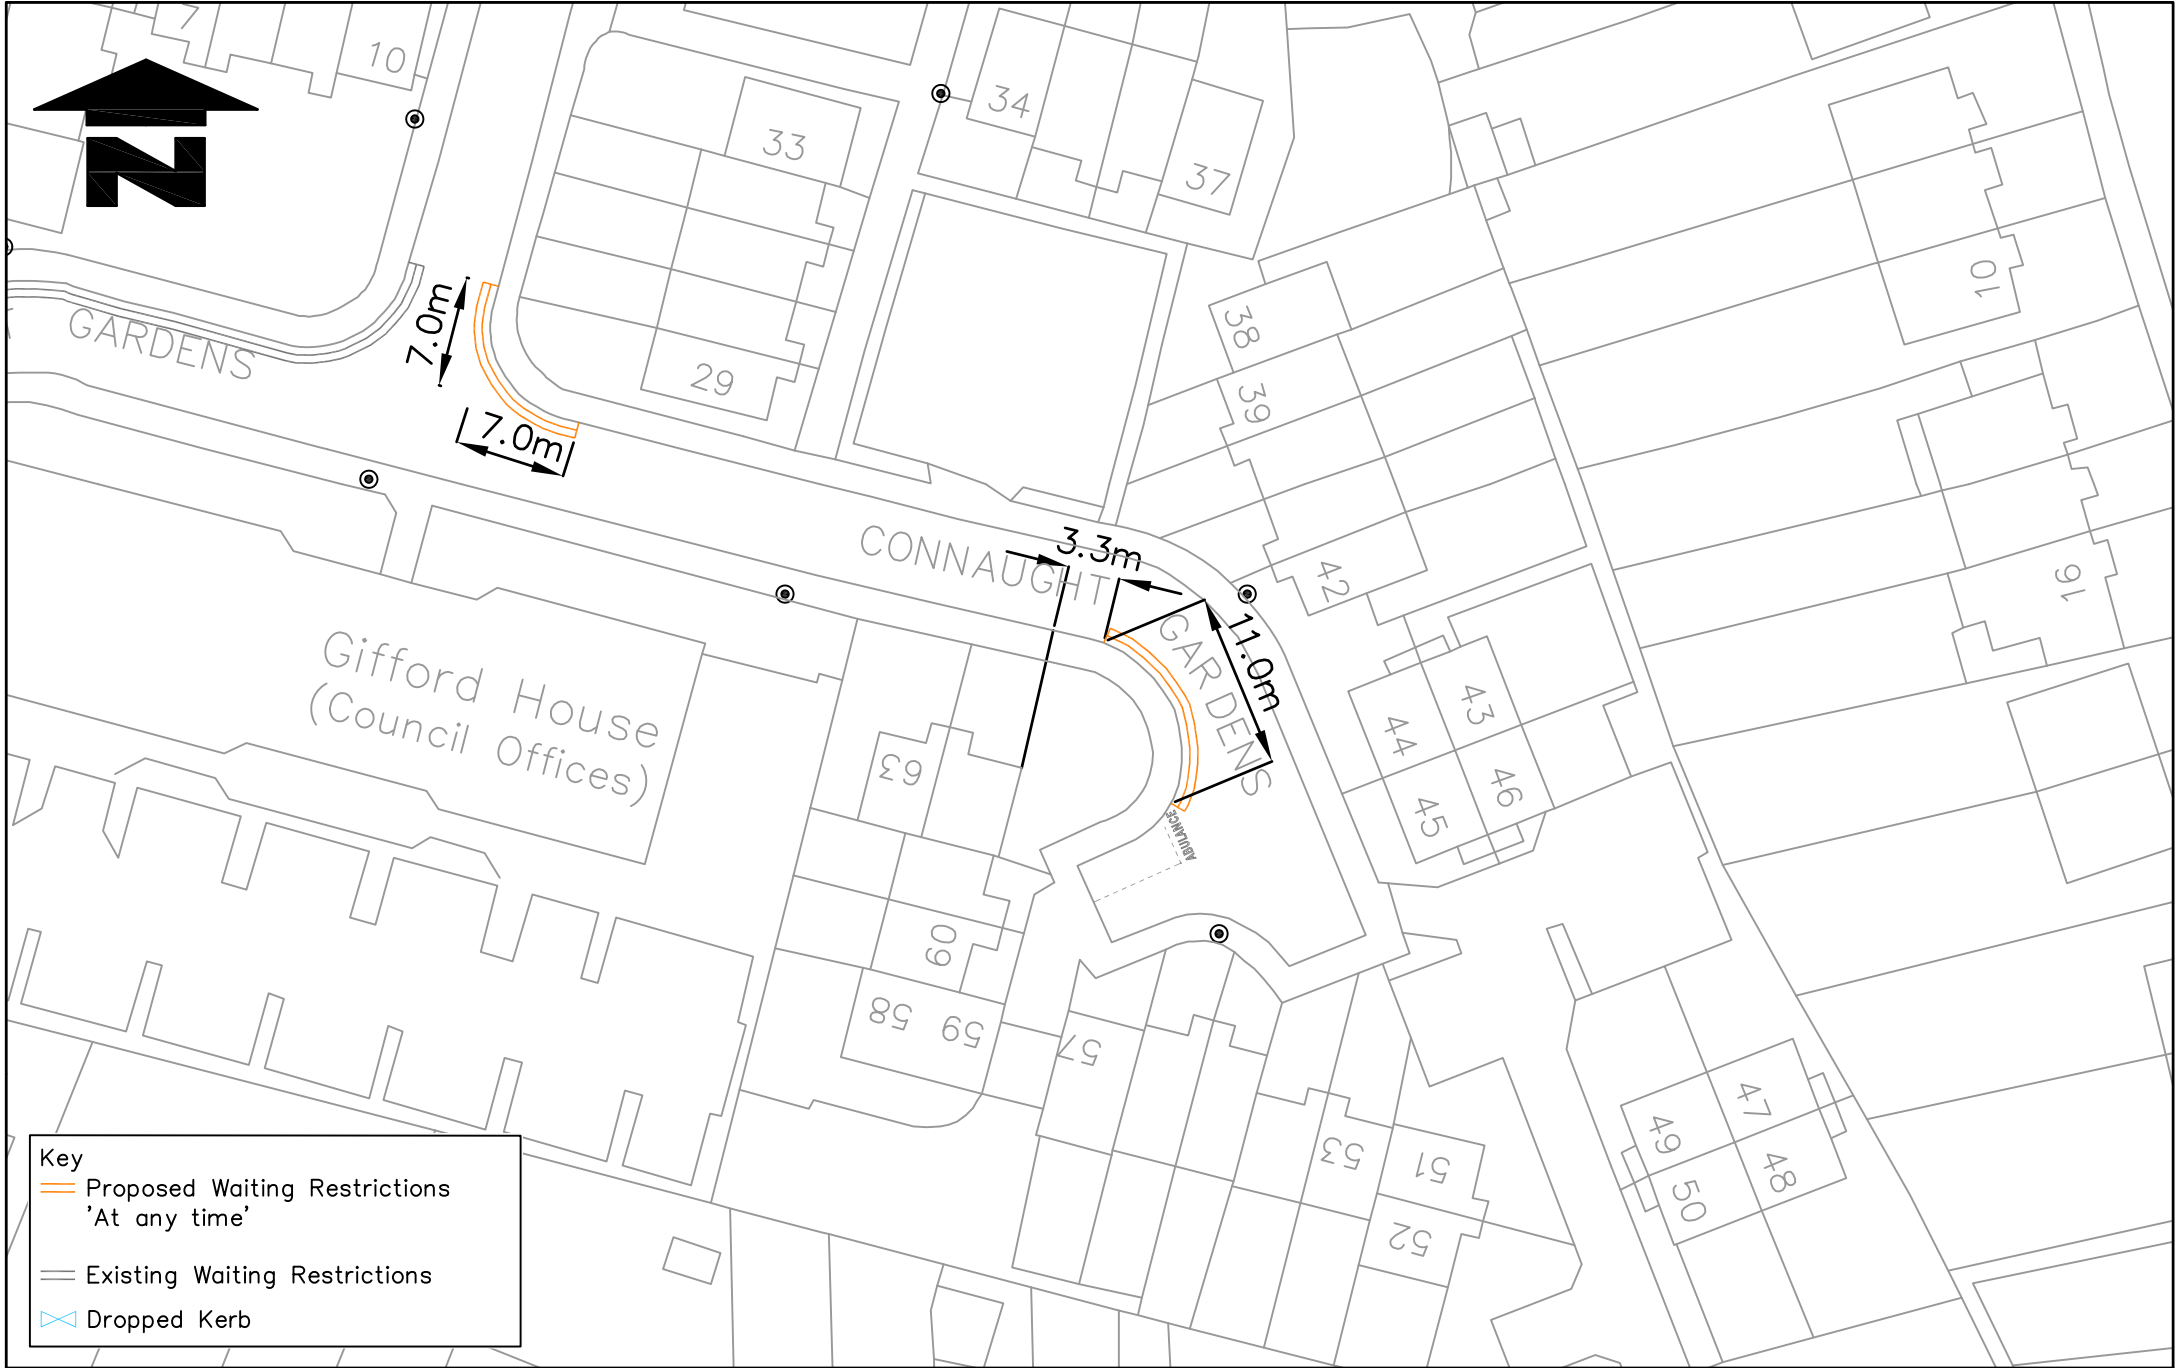 7
10
N
33
34
37
10
38
39
7.0m
GARDENS
29
7.0m
CONNAUGHT
3.3m
42
16
GARDENS
11.0m
Gifford House
(Council Offices)
63
43
44
46
45
ABULANCE
60
58
59
57
47
49
48
50
53
51
52
Key
Proposed Waiting Restrictions
'At any time'
Existing Waiting Restrictions
Dropped Kerb